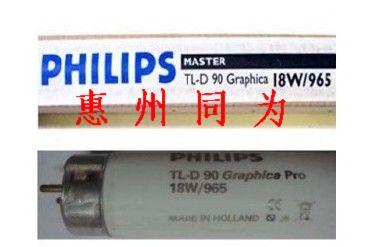 PHILIPS
MASTER
TL-D 90 Graphica 18W/965
惠州同为
PHILIPS
TL-D 90 Graphica Pro
18W/965
MADE IN HOLLAND